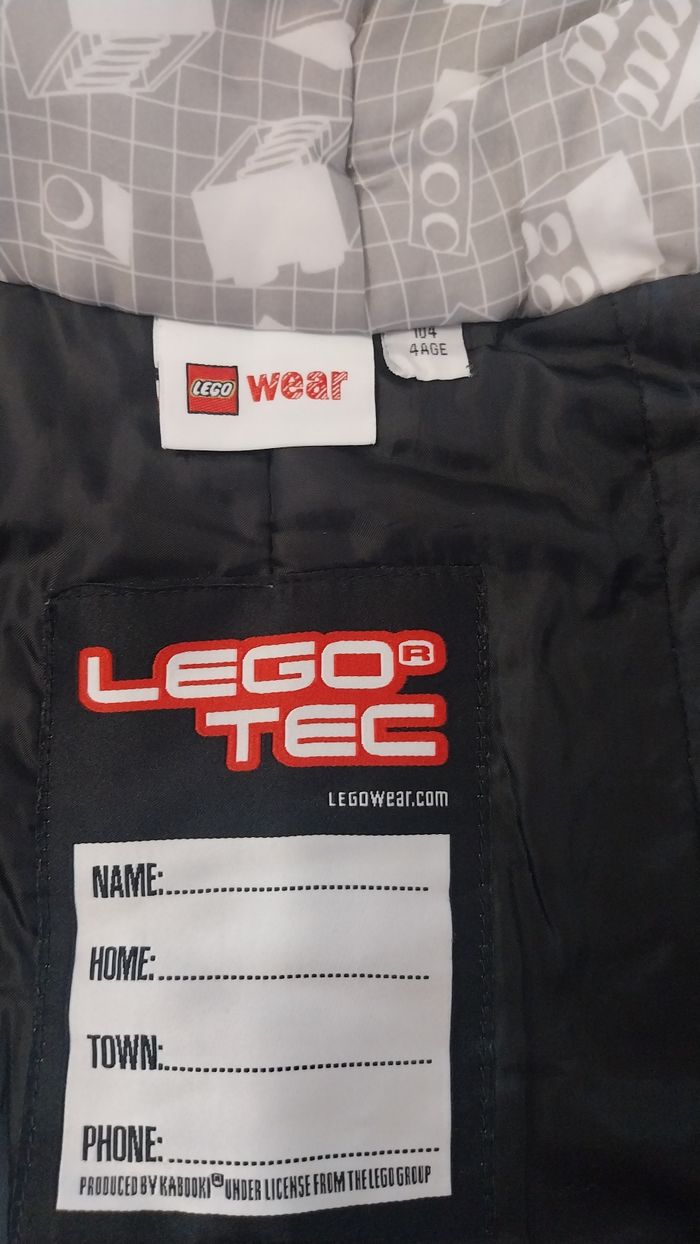 LEGO wear
104
4AGE
LEGO®
TEC
LEGOWear.com
NAME:
HOME:
TOWN:
PHONE:
PRODUCED BY KABOOKI® UNDER LICENSE FROM THE LEGO GROUP